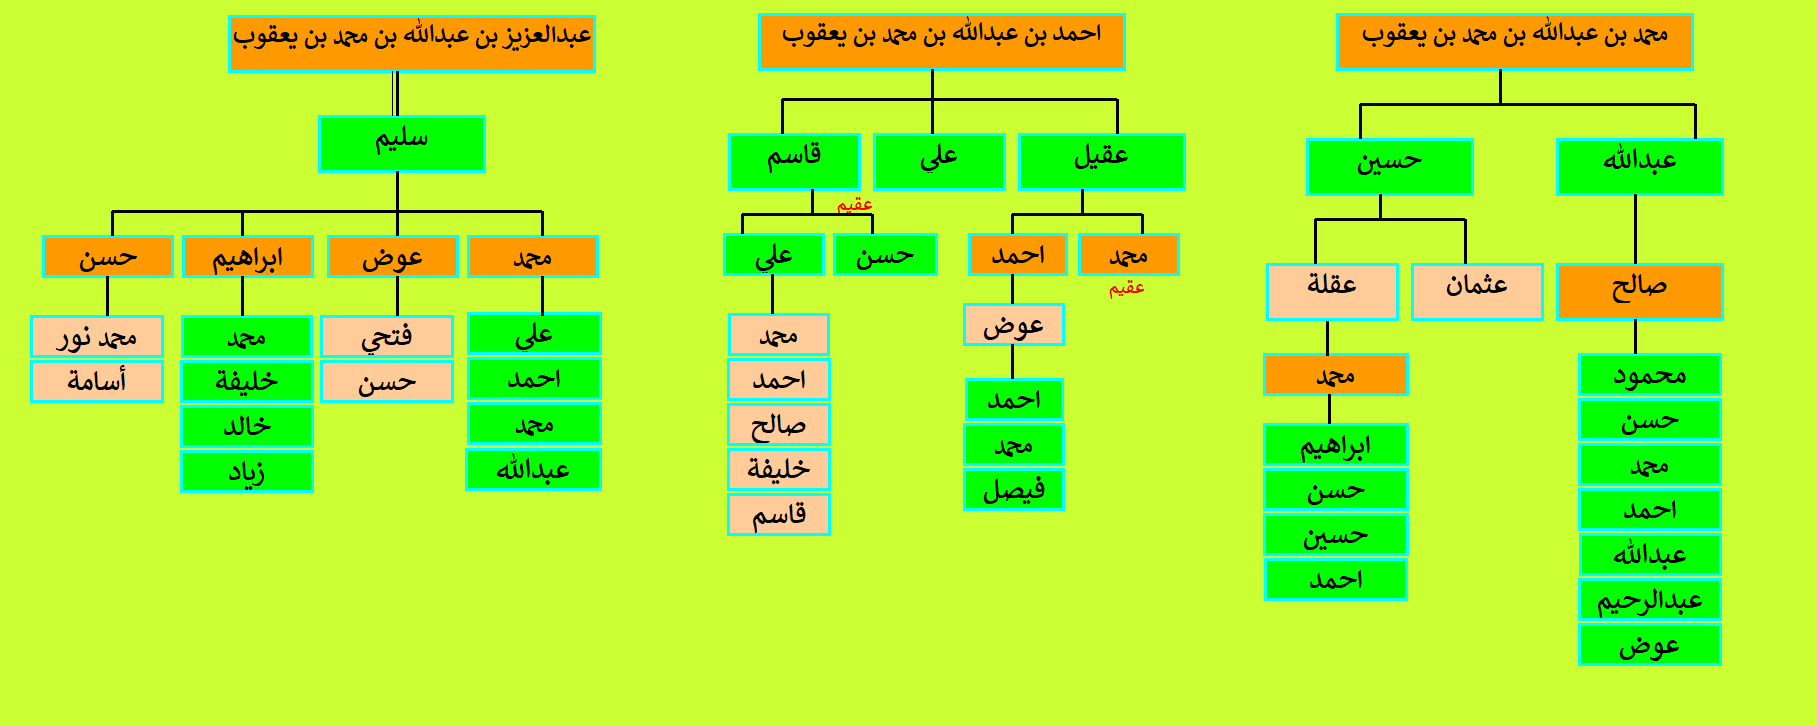 محمد بن عبدالله بن محمد بن يعقوب
عبدالله
حسين
صالح
عثمان
عقلة
محمود
حسن
محمد
احمد
عبدالله
عبدالرحيم
عوض
محمد
ابراهيم
حسن
حسين
احمد
احمد بن عبدالله بن محمد بن يعقوب
عقيل
علي
قاسم
عقيم
محمد
احمد
حسن
علي
عقيم
عوض
احمد
محمد
فيصل
محمد
احمد
صالح
خليفة
قاسم
عبدالعزيز بن عبدالله بن محمد بن يعقوب
سليم
محمد
عوض
ابراهيم
حسن
علي
احمد
محمد
عبدالله
فتحي
حسن
محمد
خليفة
خالد
زياد
محمد نور
أسامة